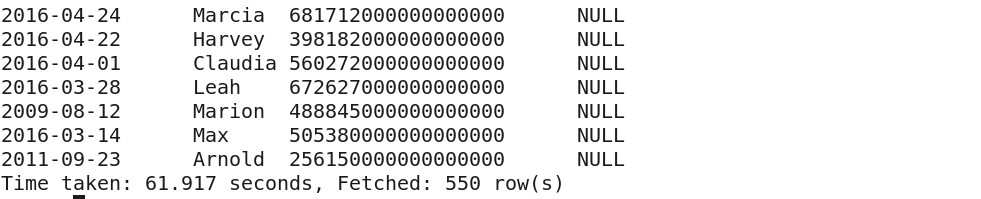 2016-04-24	Marcia	681712000000000000	NULL
2016-04-22	Harvey	398182000000000000	NULL
2016-04-01	Claudia	560272000000000000	NULL
2016-03-28	Leah	672627000000000000	NULL
2009-08-12	Marion	488845000000000000	NULL
2016-03-14	Max	505380000000000000	NULL
2011-09-23	Arnold	256150000000000000	NULL
Time taken: 61.917 seconds, Fetched: 550 row(s)